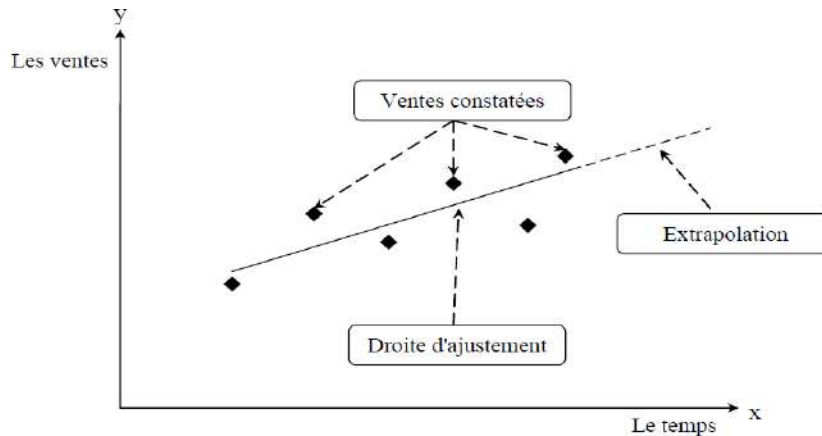 y
Les ventes
Ventes constatées
Extrapolation
Droite d'ajustement
x
Le temps